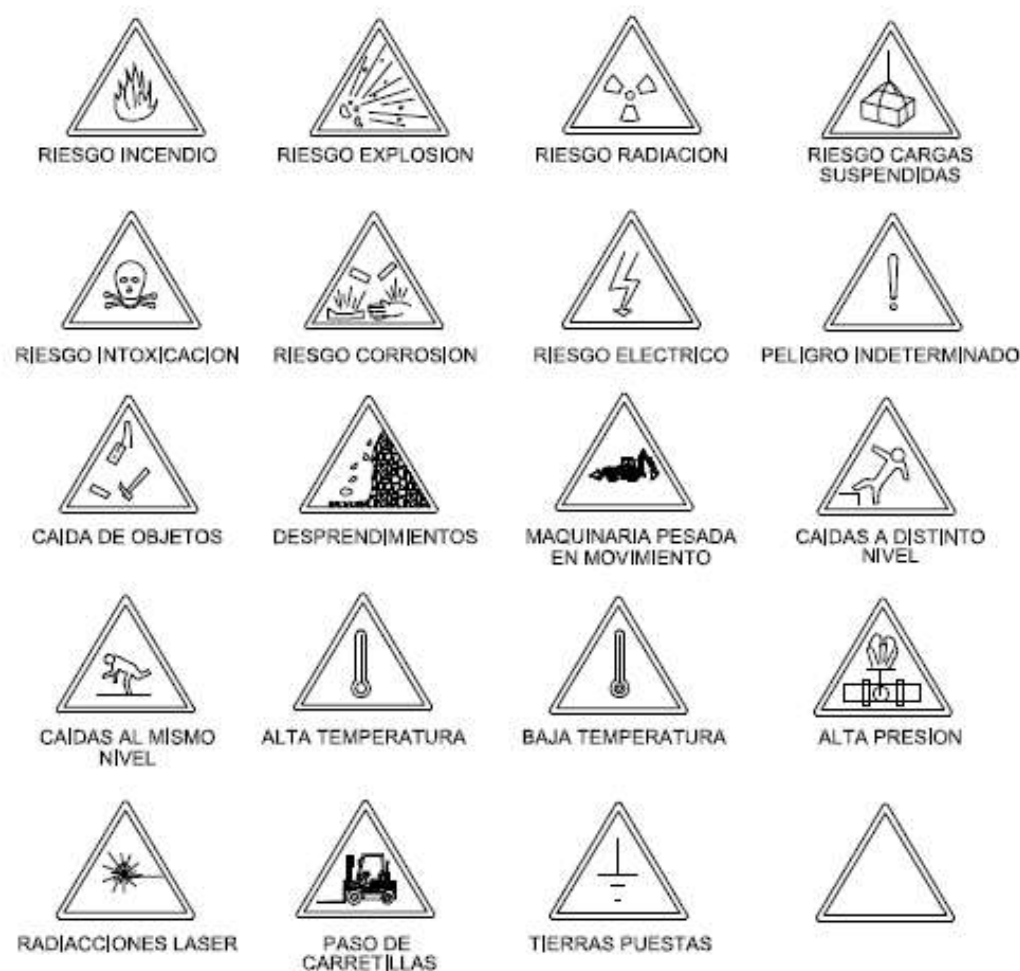 RIESGO INCENDIO
RIESGO EXPLOSION
RIESGO RADIACION
RIESGO CARGAS
SUSPENDIDAS
RIESGO INTOXICACION
RIESGO CORROSION
RIESGO ELECTRICO
PELIGRO INDETERMINADO
CAIDA DE OBJETOS
DESPRENDIMIENTOS
MAQUINARIA PESADA
EN MOVIMIENTO
CAIDAS A DISTINTO
NIVEL
CAIDAS AL MISMO
NIVEL
ALTA TEMPERATURA
BAJA TEMPERATURA
ALTA PRESION
RADIACCIONES LASER
PASO DE
CARRETILLAS
TIERRAS PUESTAS